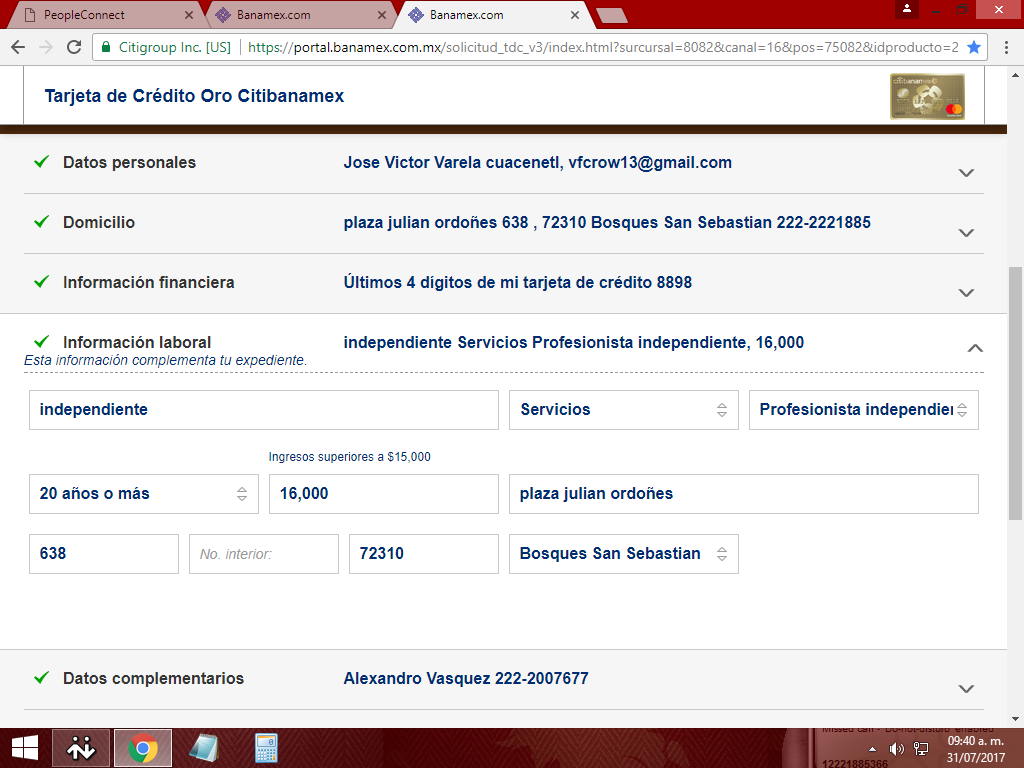 PeopleConnect
Banamex.com
Banamex.com
Citigroup Inc. [US]
https://portal.banamex.com.mx/solicitud_tdc_v3/index.html?sursursal=8082&canal=16&pos=75082&idproducto=2
Tarjeta de Crédito Oro Citibanamex
citibanamex
Datos personales
Jose Victor Varela cuacenetl, vfcrow13@gmail.com
Domicilio
plaza julian ordoñes 638 , 72310 Bosques San Sebastian 222-2221885
Información financiera
Últimos 4 dígitos de mi tarjeta de crédito 8898
Información laboral
independiente Servicios Profesionista independiente, 16,000
Esta información complementa tu expediente.
independiente
Servicios
Profesionista independier
Ingresos superiores a $15,000
20 años o más
16,000
plaza julian ordoñes
638
No. interior:
72310
Bosques San Sebastian
Datos complementarios
Alexandro Vasquez 222-2007677
Missed call - Do-not-disturb enabled
12221885366
09:40 a. m.
31/07/2017